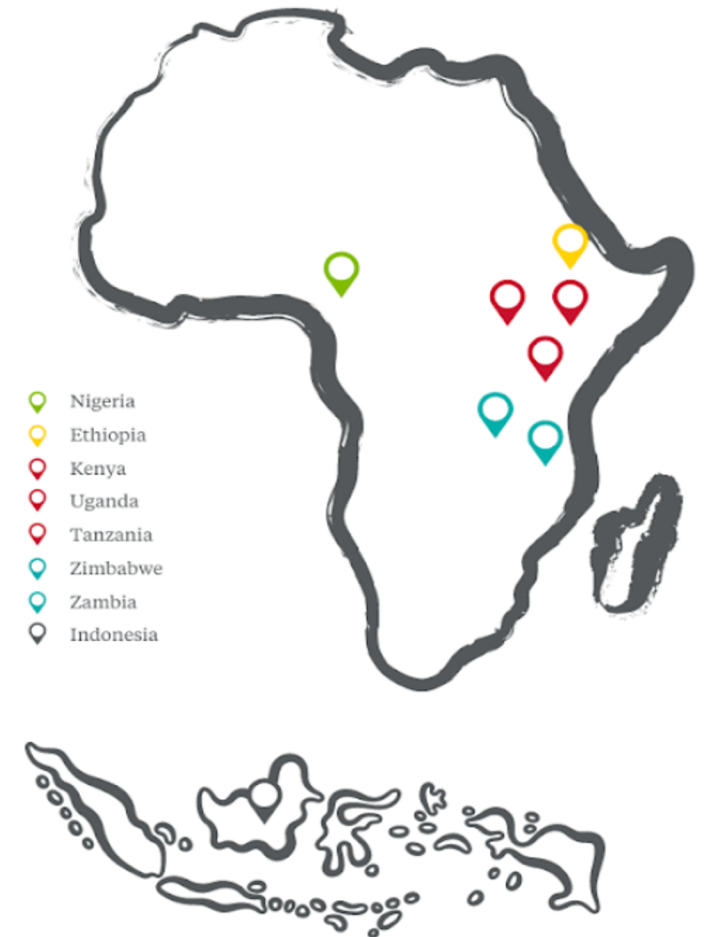 Nigeria
Ethiopia
Kenya
Uganda
Tanzania
Zimbabwe
Zambia
Indonesia